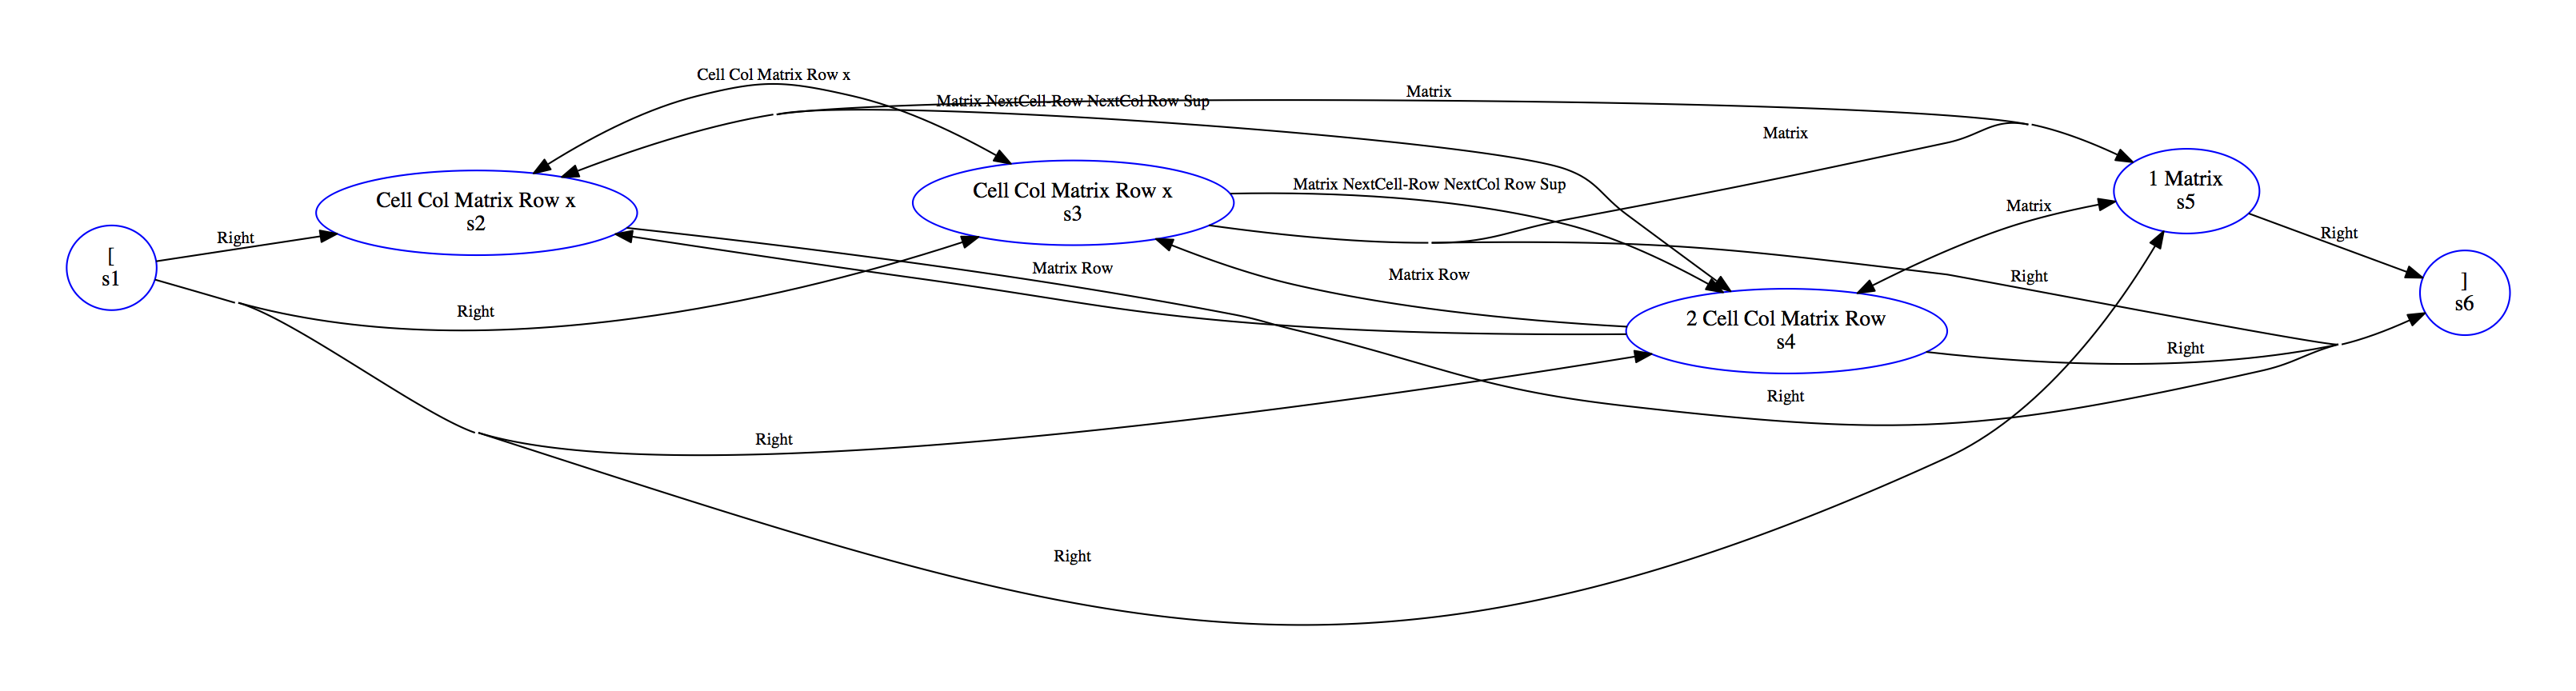 Cell Col Matrix Row x
Matrix
Matrix NextCell-Row NextCol Row Sup
Matrix
Matrix NextCell-Row NextCol Row Sup
1 Matrix
s5
Cell Col Matrix Row x
s2
Cell Col Matrix Row x
s3
Matrix
Right
Right
[
s1
Matrix Row
Matrix Row
Right
]
s6
Right
2 Cell Col Matrix Row
s4
Right
Right
Right
Right